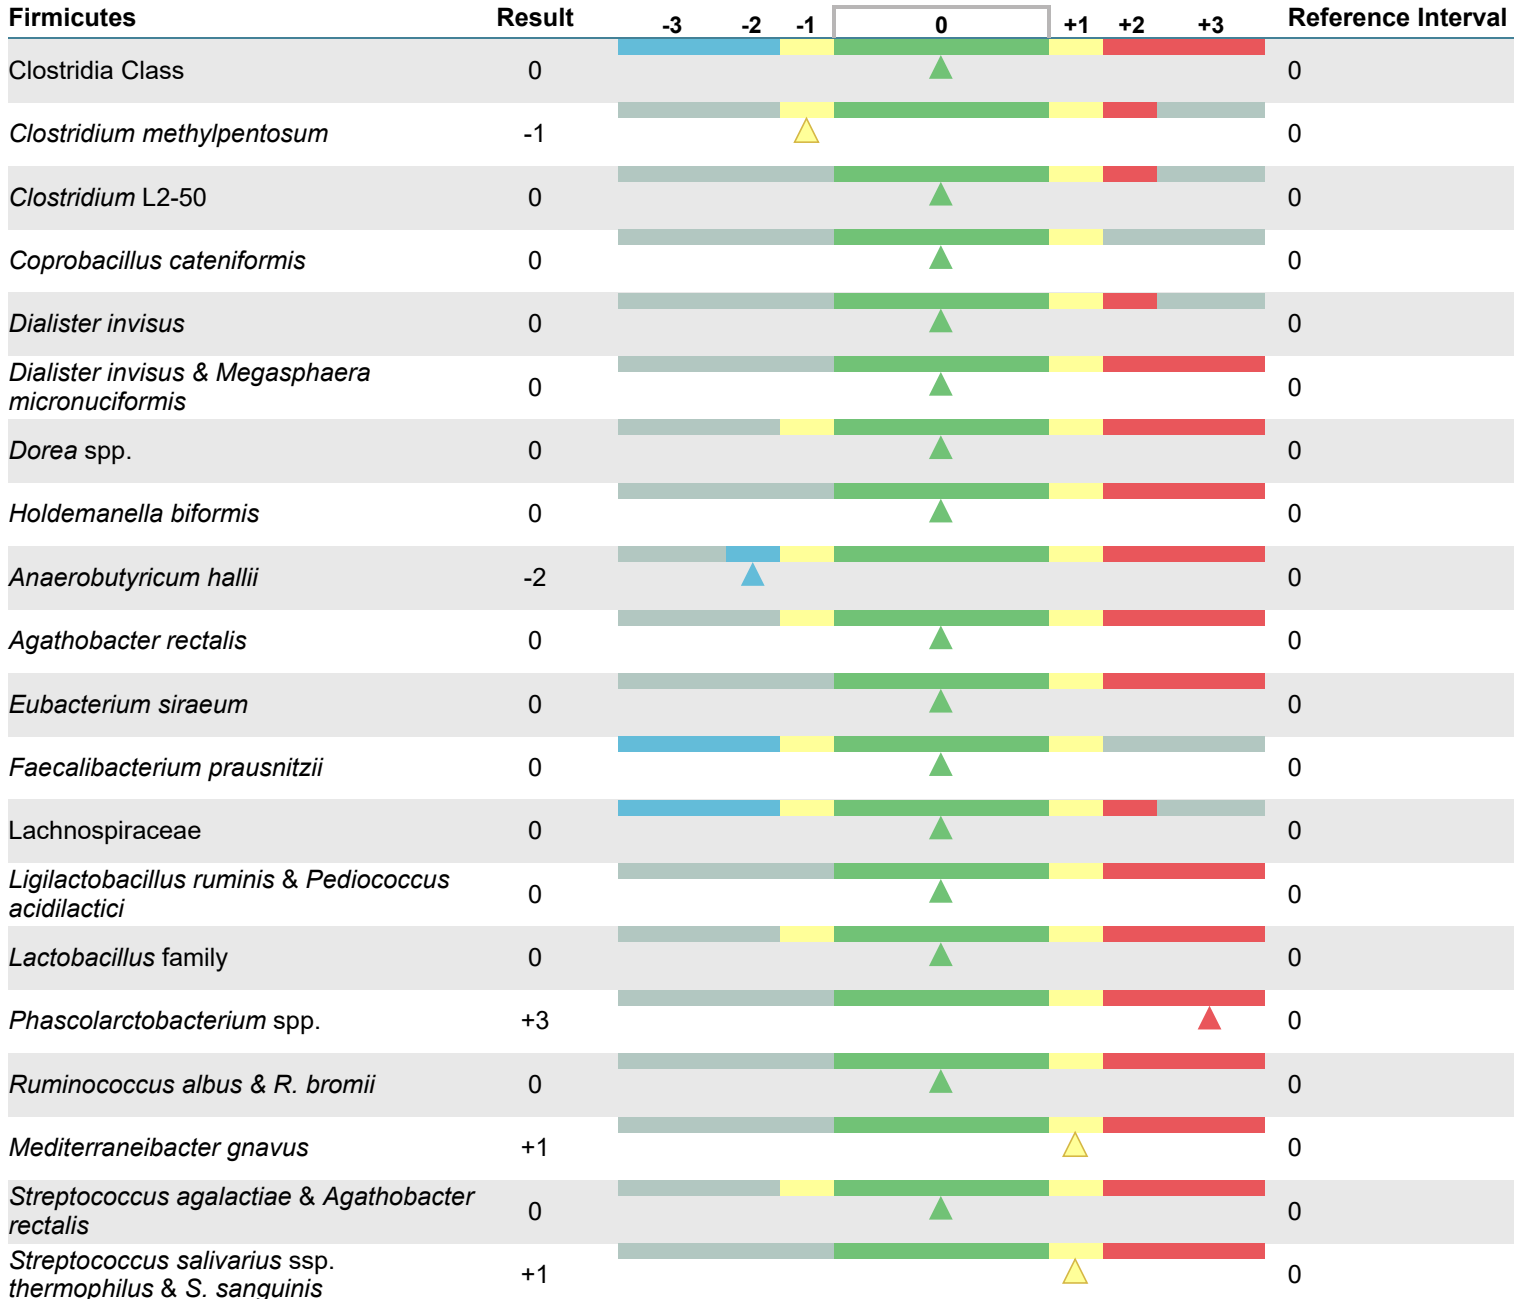 Firmicutes Result -3 -2 -1 0 +1 +2 +3 Reference Interval
Clostridia Class 0 0
Clostridium methylpentosum -1 0
Clostridium L2-50 0 0
Coprobacillus cateniformis 0 0
Dialister invisus 0 0
Dialister invisus & Megasphaera
micronuciformis 0 0
Dorea spp. 0 0
Holdemanella biformis 0 0
Anaerobutyricum hallii -2 0
Agathobacter rectalis 0 0
Eubacterium siraeum 0 0
Faecalibacterium prausnitzii 0 0
Lachnospiraceae 0 0
Ligilactobacillus ruminis & Pediococcus
acidilactici 0 0
Lactobacillus family 0 0
Phascolarctobacterium spp. +3 0
Ruminococcus albus & R. bromii 0 0
Mediterraneibacter gnavus +1 0
Streptococcus agalactiae & Agathobacter
rectalis 0 0
Streptococcus salivarius ssp.
thermophilus & S. sanguinis +1 0